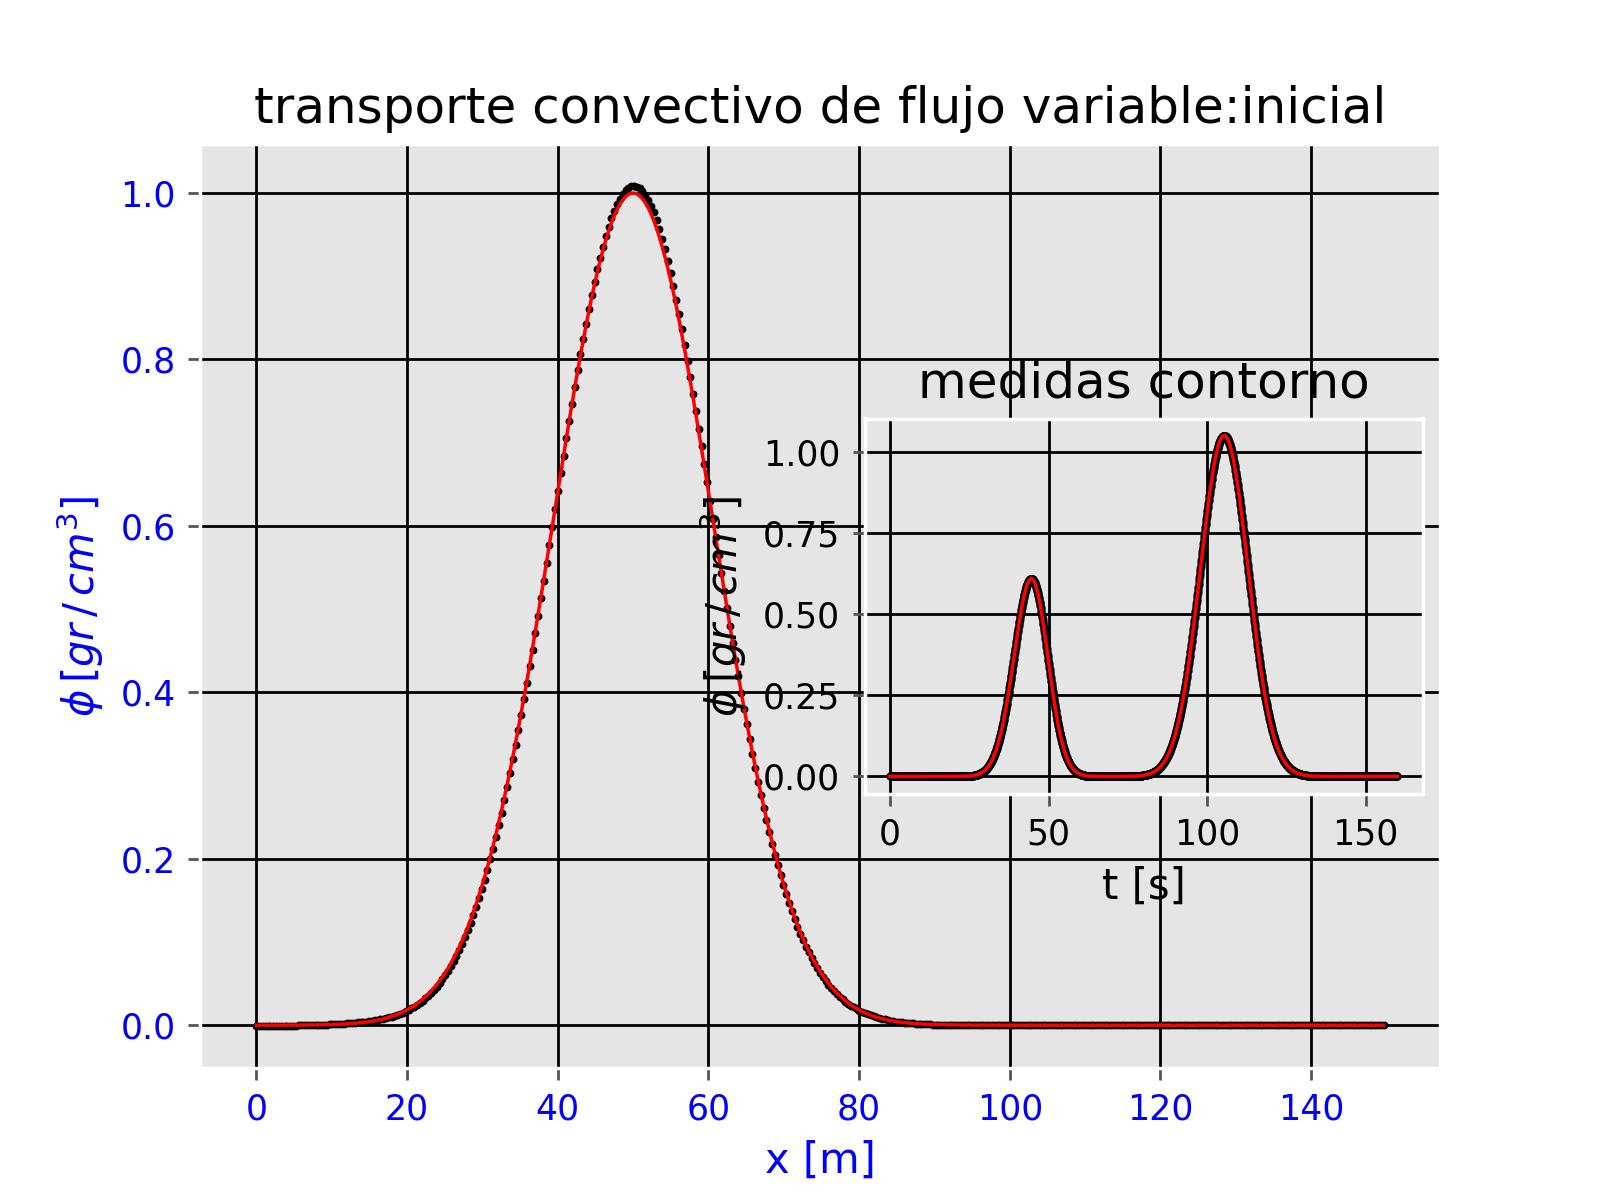 transporte convectivo de flujo variable:inicial
1.0
0.8
0.6
0.4
0.2
0.0
ϕ [gr/cm³]
0 20 40 60 80 100 120 140
x [m]
medidas contorno
1.00
0.75
0.50
0.25
0.00
ϕ [gr/cm³]
0 50 100 150
t [s]